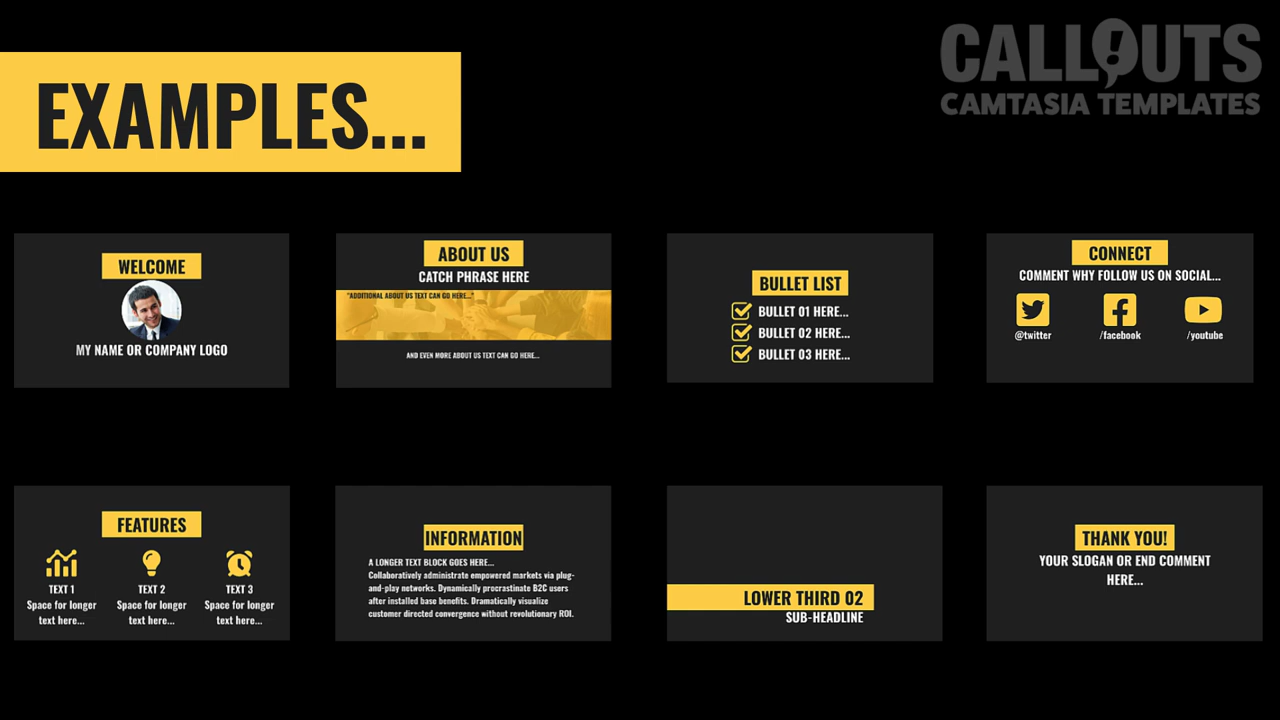 CALLOUTS
CAMTASIA TEMPLATES
EXAMPLES...
WELCOME
MY NAME OR COMPANY LOGO
ABOUT US
CATCH PHRASE HERE
"ADDITIONAL ABOUT US TEXT CAN GO HERE..."
AND EVEN MORE ABOUT US TEXT CAN GO HERE...
BULLET LIST
BULLET 01 HERE...
BULLET 02 HERE...
BULLET 03 HERE...
CONNECT
COMMENT WHY FOLLOW US ON SOCIAL...
@twitter
/facebook
/youtube
FEATURES
TEXT 1
Space for longer
text here...
TEXT 2
Space for longer
text here...
TEXT 3
Space for longer
text here...
INFORMATION
A LONGER TEXT BLOCK GOES HERE...
Collaboratively administrate empowered markets via plug-
and-play networks. Dynamically procrastinate B2C users
after installed base benefits. Dramatically visualize
customer directed convergence without revolutionary ROI.
LOWER THIRD 02
SUB-HEADLINE
THANK YOU!
YOUR SLOGAN OR END COMMENT
HERE...